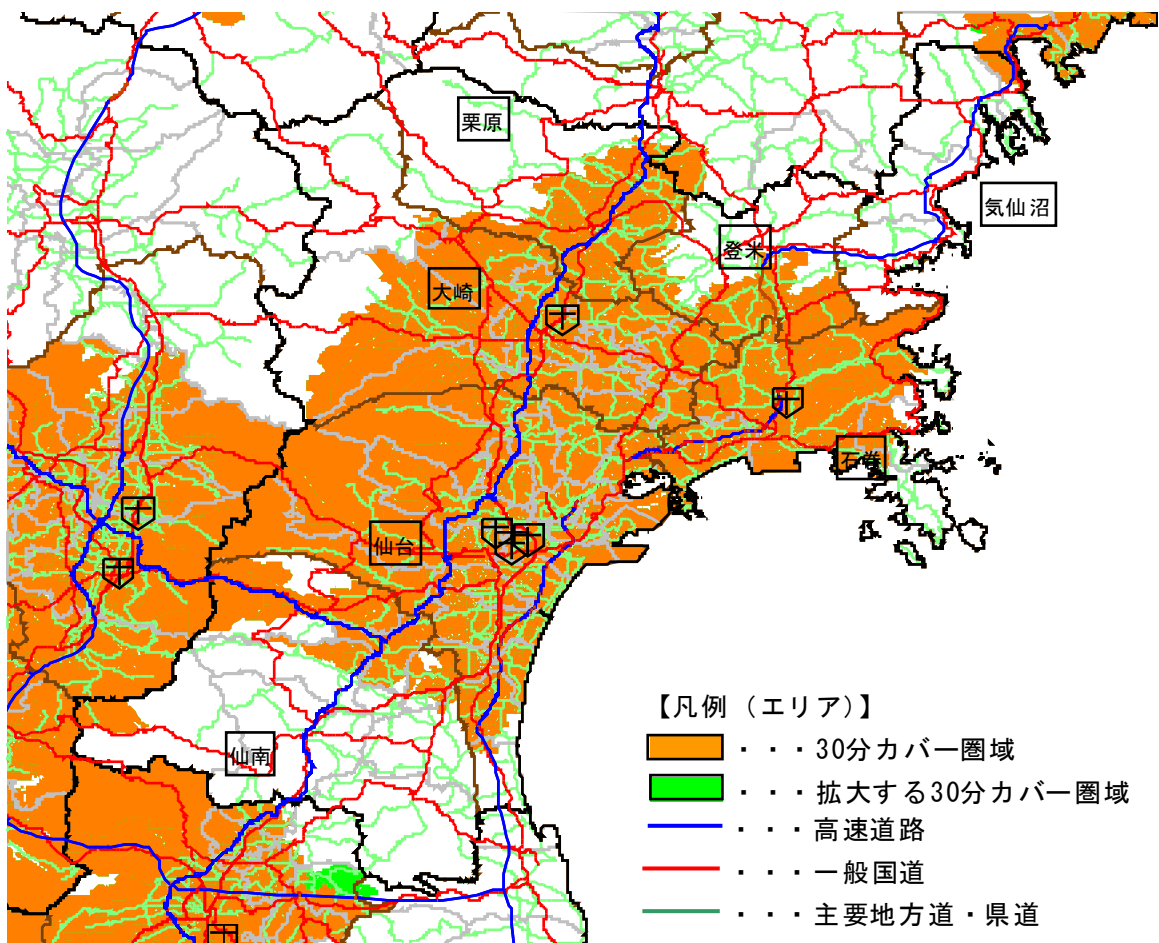 栗原
気仙沼
登米
大崎
石巻
仙台
仙南
【凡例（エリア）】
・・・30分カバー圏域
・・・拡大する30分カバー圏域
・・・高速道路
・・・一般国道
・・・主要地方道・県道